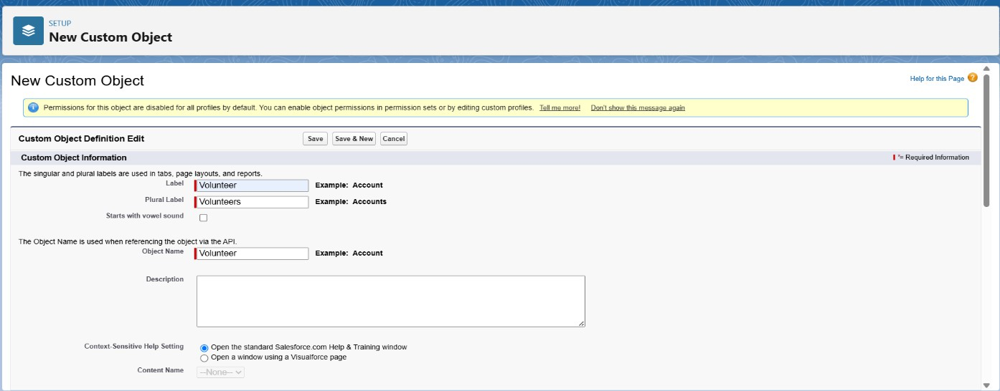 SETUP
New Custom Object
New Custom Object
Help for this Page ?
i Permissions for this object are disabled for all profiles by default. You can enable object permissions in permission sets or by editing custom profiles. Tell me more! Don't show this message again
Custom Object Definition Edit Save Save & New Cancel
Custom Object Information *= Required Information
The singular and plural labels are used in tabs, page layouts, and reports.
Label Volunteer Example: Account
Plural Label Volunteers Example: Accounts
Starts with vowel sound
The Object Name is used when referencing the object via the API.
Object Name Volunteer Example: Account
Description
Context-Sensitive Help Setting Open the standard Salesforce.com Help & Training window
Open a window using a Visualforce page
Content Name --None--